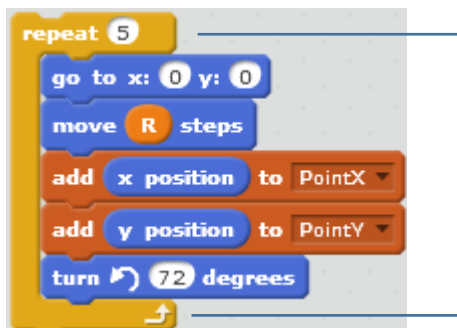 repeat 5
go to x: 0 y: 0
move R steps
add x position to PointX
add y position to PointY
turn 72 degrees